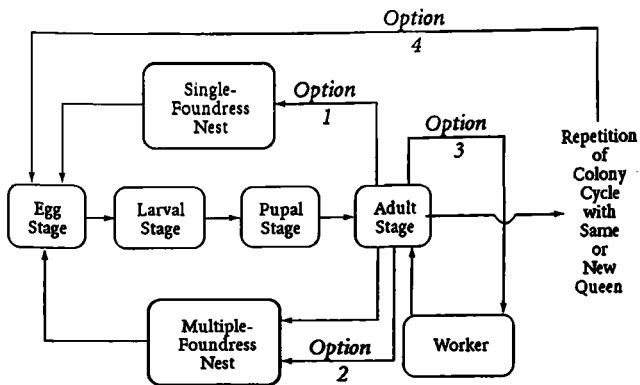 Option
4
Single-
Foundress
Nest
Option
1
Option
3
Repetition
of
Colony
Cycle
with
Same
or
New
Queen
Egg
Stage
Larval
Stage
Pupal
Stage
Adult
Stage
Multiple-
Foundress
Nest
Option
2
Worker